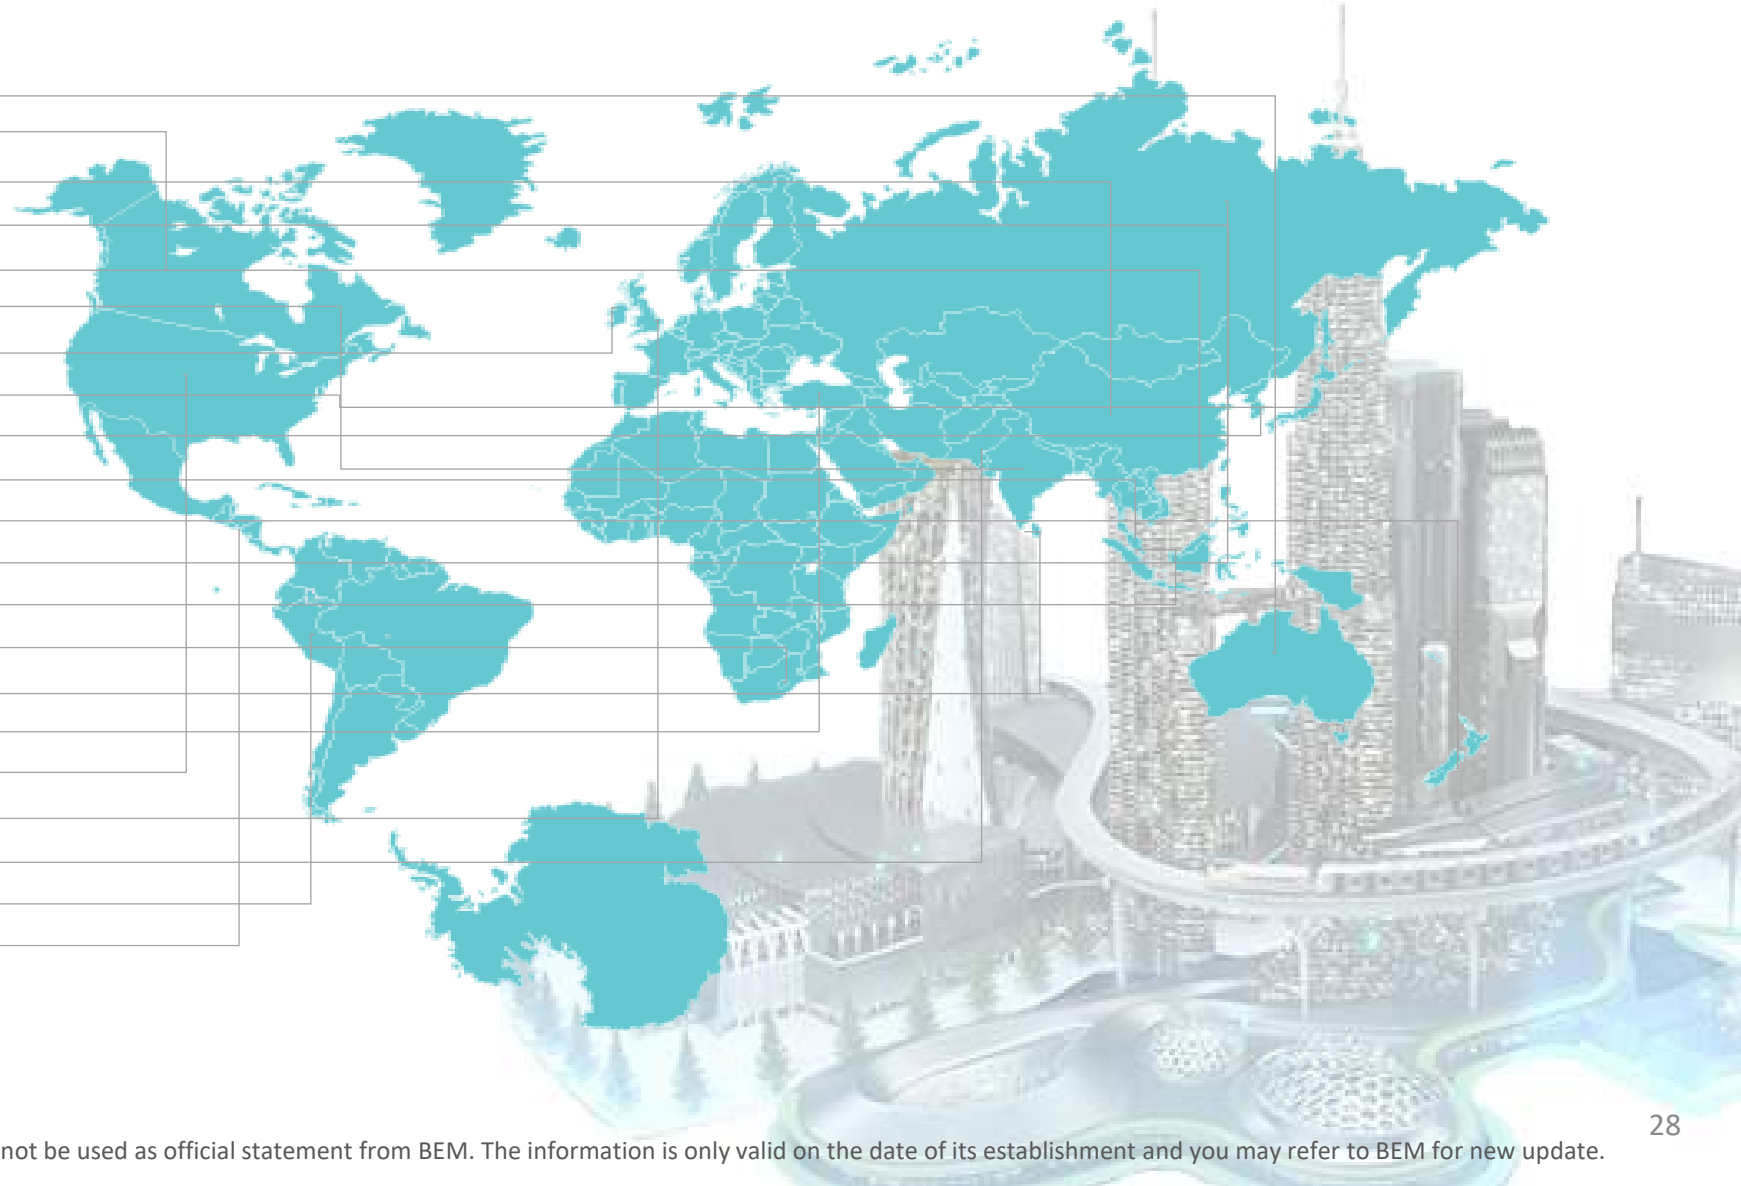 28
not be used as official statement from BEM. The information is only valid on the date of its establishment and you may refer to BEM for new update.